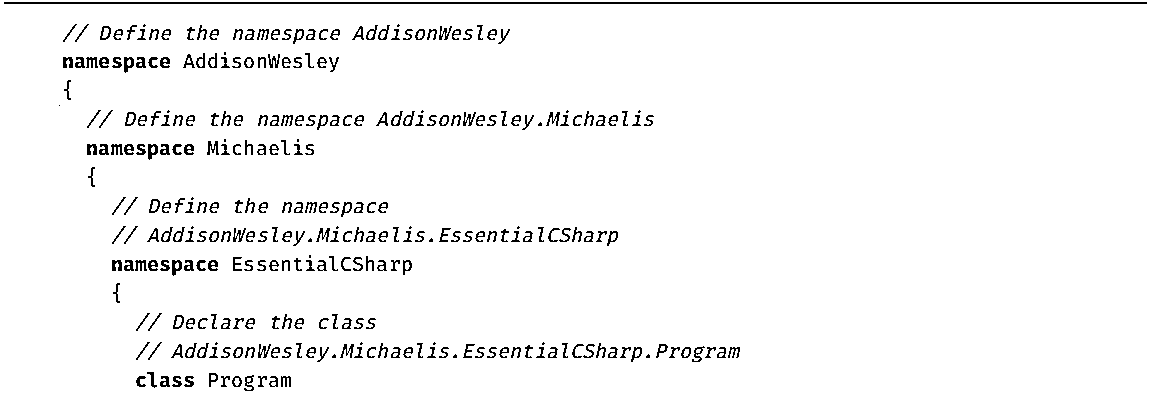 // Define the namespace AddisonWesley
namespace AddisonWesley
{
// Define the namespace AddisonWesley.Michaelis
namespace Michaelis
{
// Define the namespace
// AddisonWesley.Michaelis.EssentialCSharp
namespace EssentialCSharp
{
// Declare the class
// AddisonWesley.Michaelis.EssentialCSharp.Program
class Program